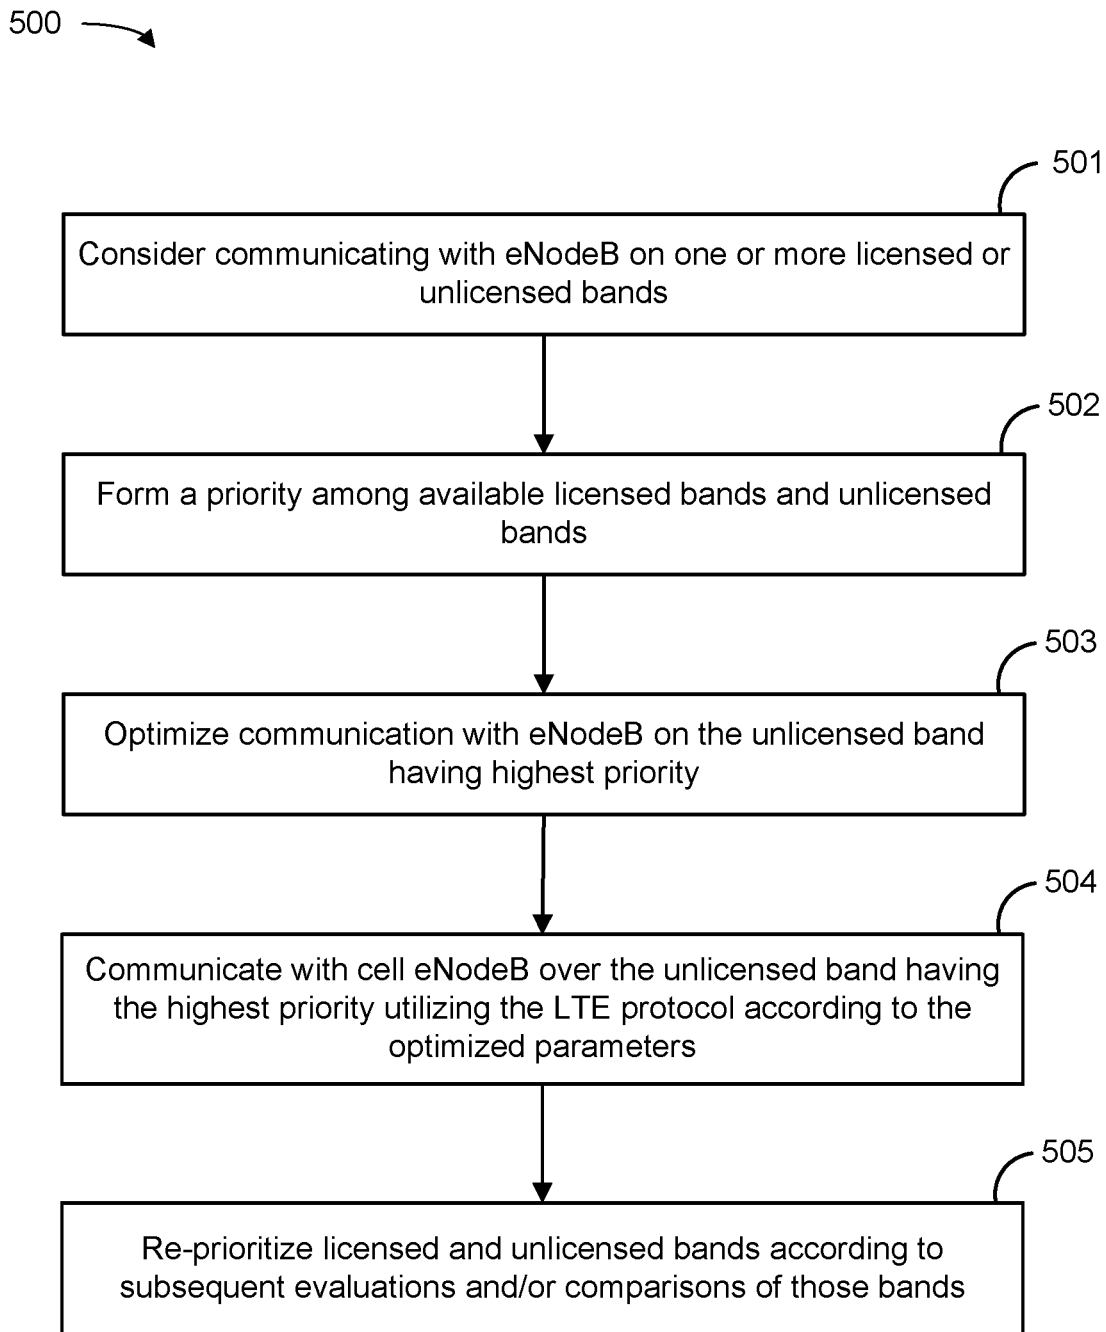 500
501
Consider communicating with eNodeB on one or more licensed or
unlicensed bands
502
Form a priority among available licensed bands and unlicensed
bands
503
Optimize communication with eNodeB on the unlicensed band
having highest priority
504
Communicate with cell eNodeB over the unlicensed band having
the highest priority utilizing the LTE protocol according to the
optimized parameters
505
Re-prioritize licensed and unlicensed bands according to
subsequent evaluations and/or comparisons of those bands